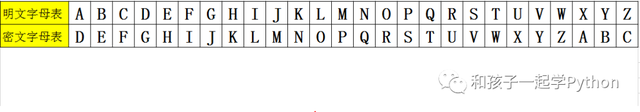 明文字母表 A B C D E F G H I J K L M N O P Q R S T U V W X Y Z
密文字母表 D E F G H I J K L M N O P Q R S T U V W X Y Z A B C
和孩子一起学Python